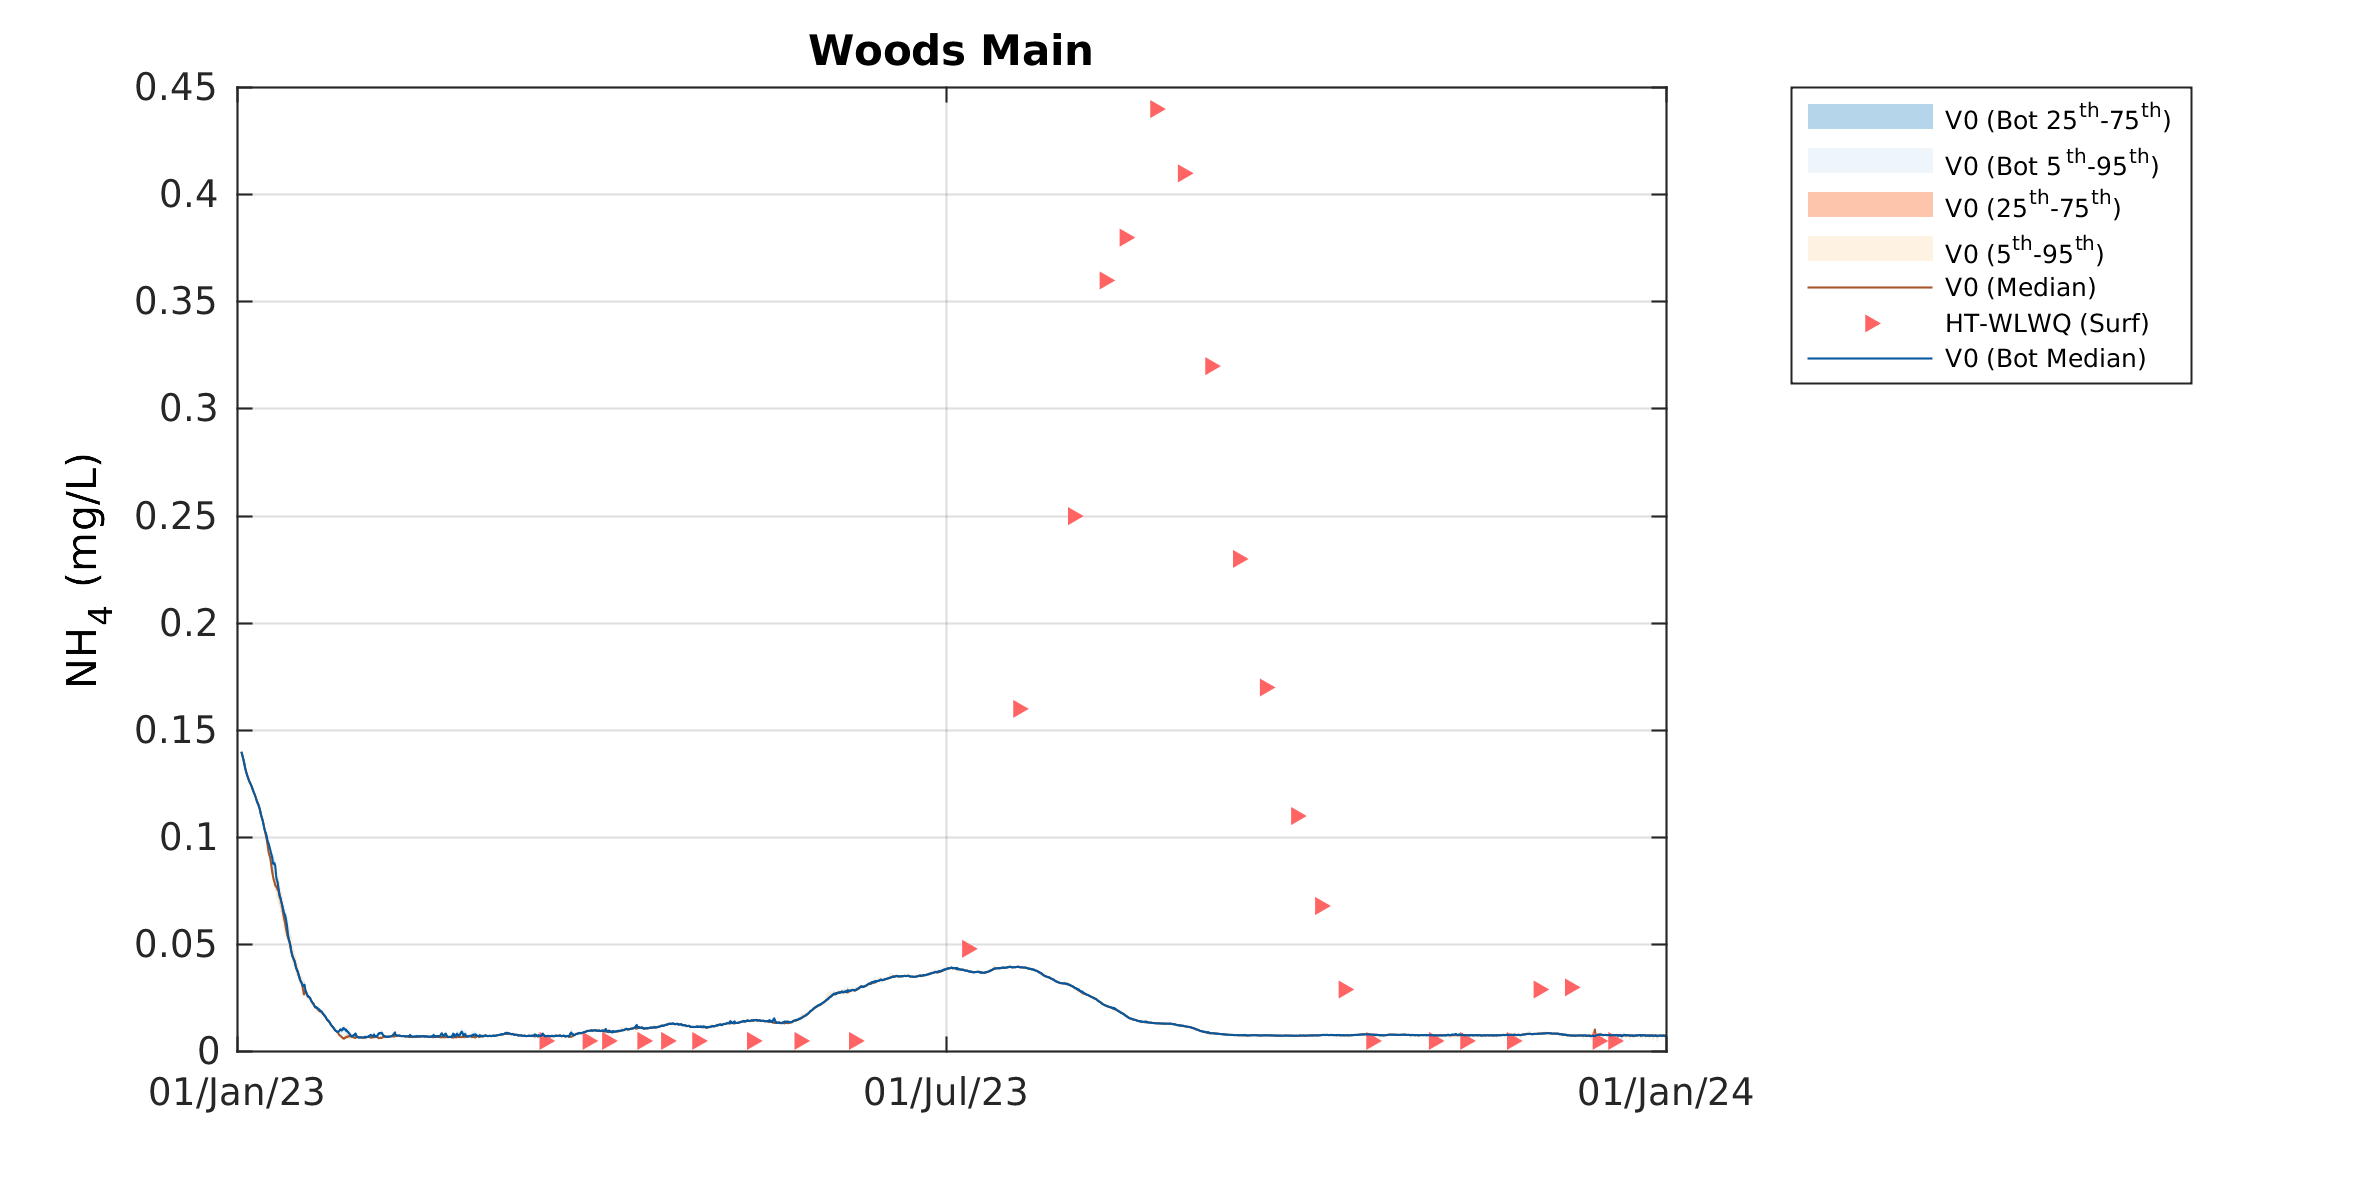 Woods Main
0.45
0.4
0.35
0.3
0.25
0.2
0.15
0.1
0.05
0
NH4 (mg/L)
01/Jan/23
01/Jul/23
01/Jan/24
V0 (Bot 25th-75th)
V0 (Bot 5th-95th)
V0 (25th-75th)
V0 (5th-95th)
V0 (Median)
HT-WLWQ (Surf)
V0 (Bot Median)